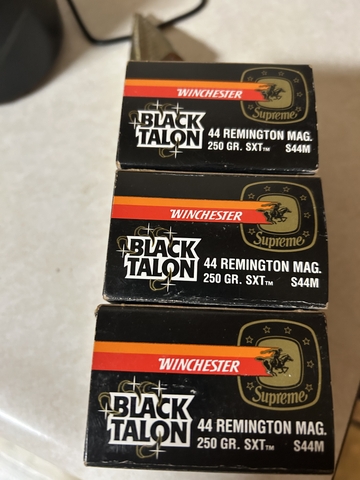 WINCHESTER
Supreme
BLACK
TALON
44 REMINGTON MAG.
250 GR. SXT™ S44M
WINCHESTER
Supreme
BLACK
TALON
44 REMINGTON MAG.
250 GR. SXT™ S44M
WINCHESTER
Supreme
BLACK
TALON
44 REMINGTON MAG.
250 GR. SXT™ S44M